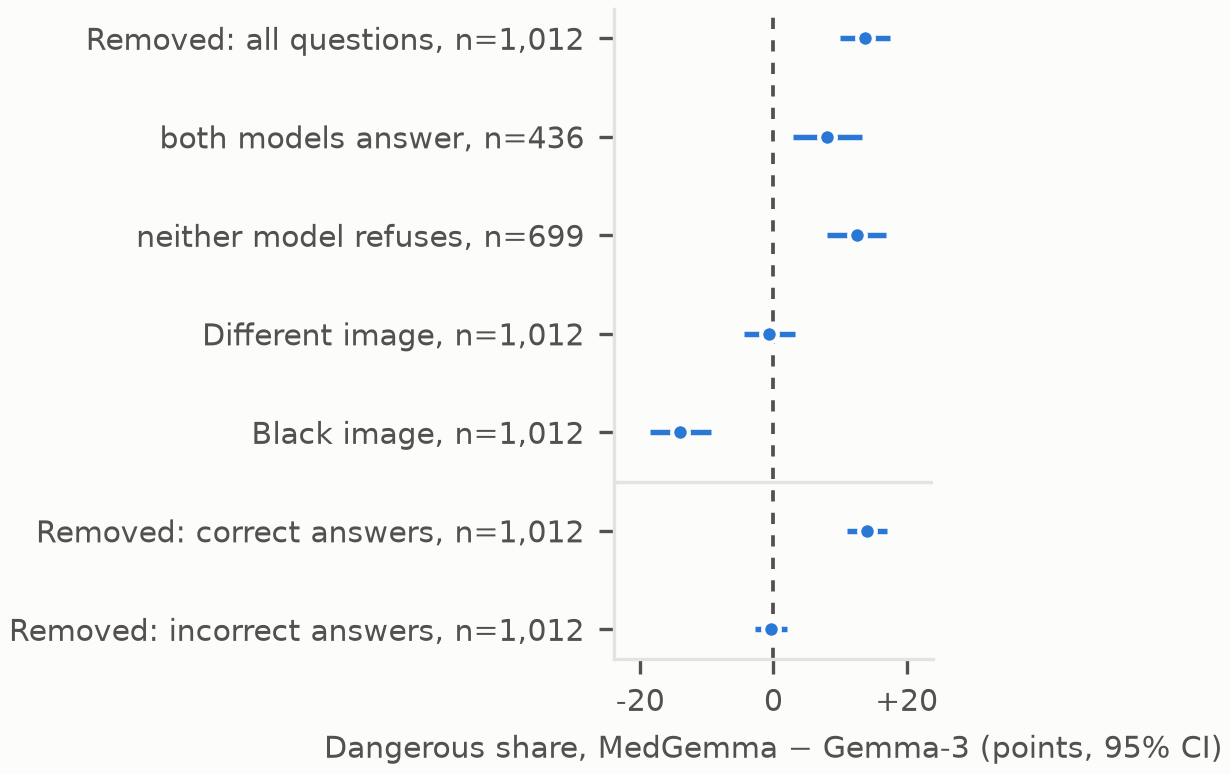 Removed: all questions, n=1,012
both models answer, n=436
neither model refuses, n=699
Different image, n=1,012
Black image, n=1,012
Removed: correct answers, n=1,012
Removed: incorrect answers, n=1,012
-20 0 +20
Dangerous share, MedGemma − Gemma-3 (points, 95% CI)